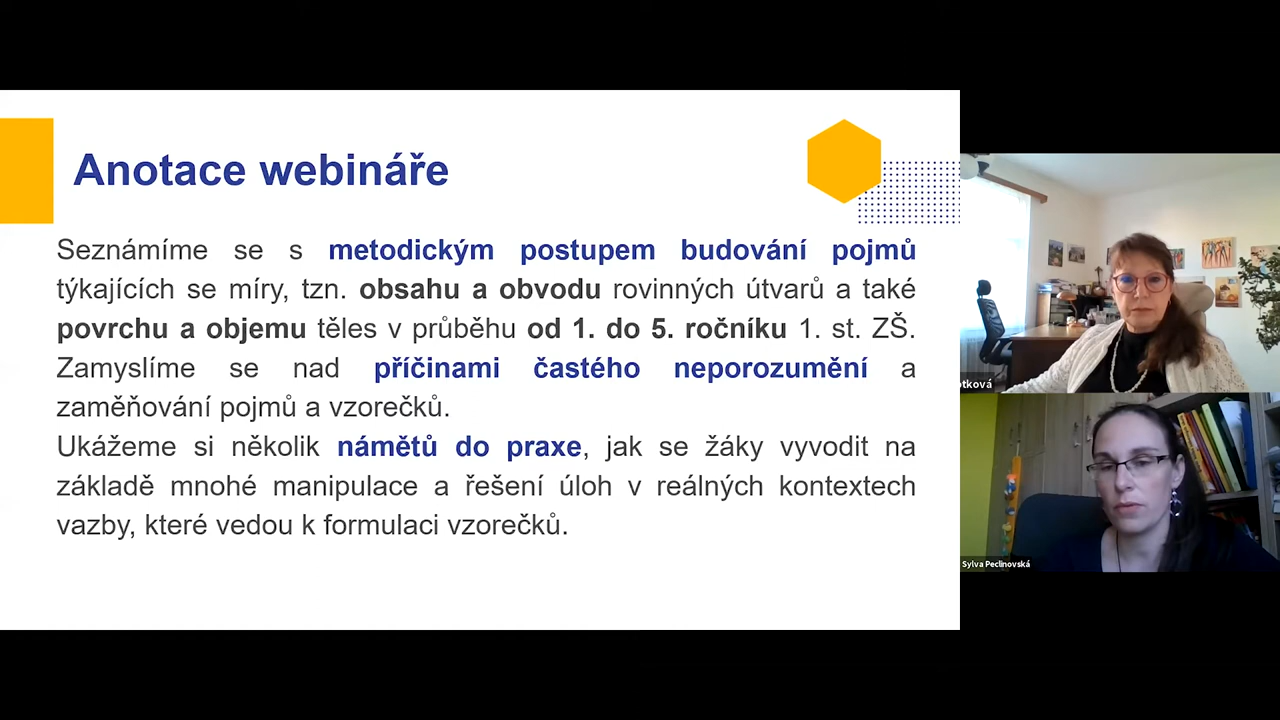 Anotace webináře
Seznámíme se s metodickým postupem budování pojmů
týkajících se míry, tzn. obsahu a obvodu rovinných útvarů a také
povrchu a objemu těles v průběhu od 1. do 5. ročníku 1. st. ZŠ.
Zamyslíme se nad příčinami častého neporozumění a
zaměňování pojmů a vzorečků.
Ukážeme si několik námětů do praxe, jak se žáky vyvodit na
základě mnohé manipulace a řešení úloh v reálných kontextech
vazby, které vedou k formulaci vzorečků.
otková
Sylva Peclinovská